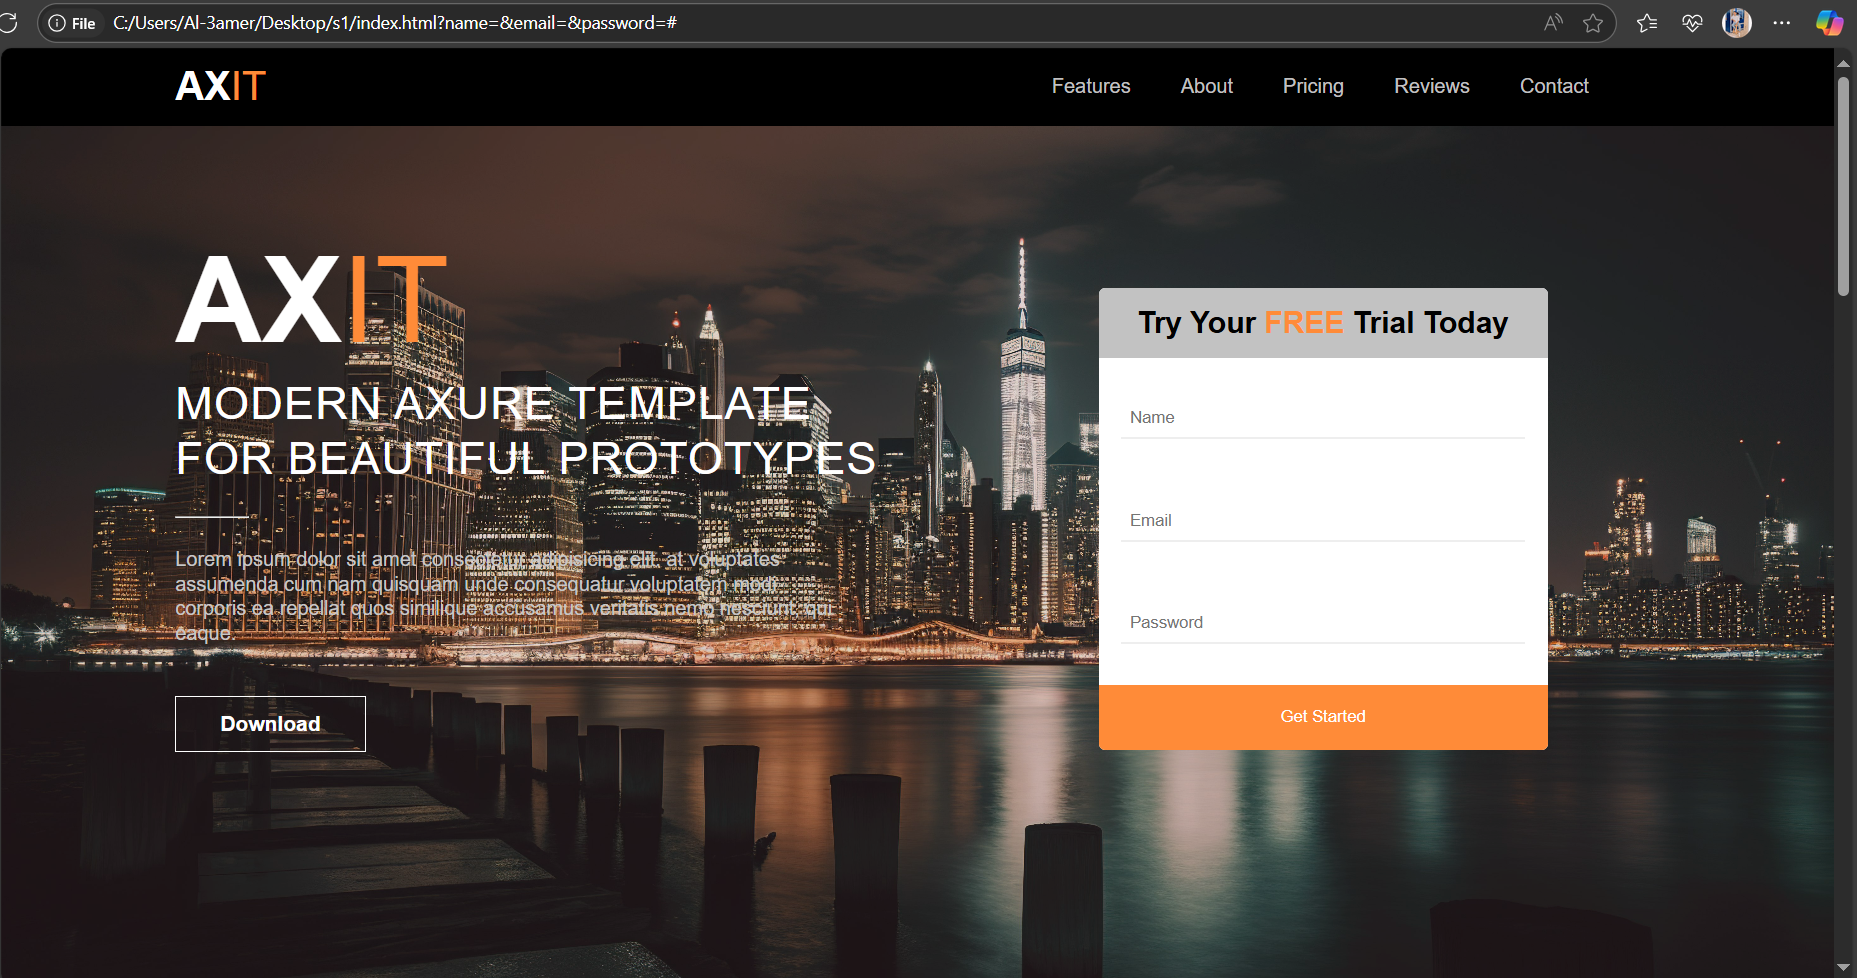 File C:/Users/Al-3amer/Desktop/s1/index.html?name=&email=&password=#
AXIT
Features About Pricing Reviews Contact
AXIT
MODERN AXURE TEMPLATE
FOR BEAUTIFUL PROTOTYPES
Lorem ipsum dolor sit amet consectetur adipisicing elit. at voluptates
assumenda cum nam quisquam unde consequatur voluptatem modi
corporis ea repellat quos similique accusamus veritatis nemo nesciunt, qui
eaque.
Download
Try Your FREE Trial Today
Name
Email
Password
Get Started